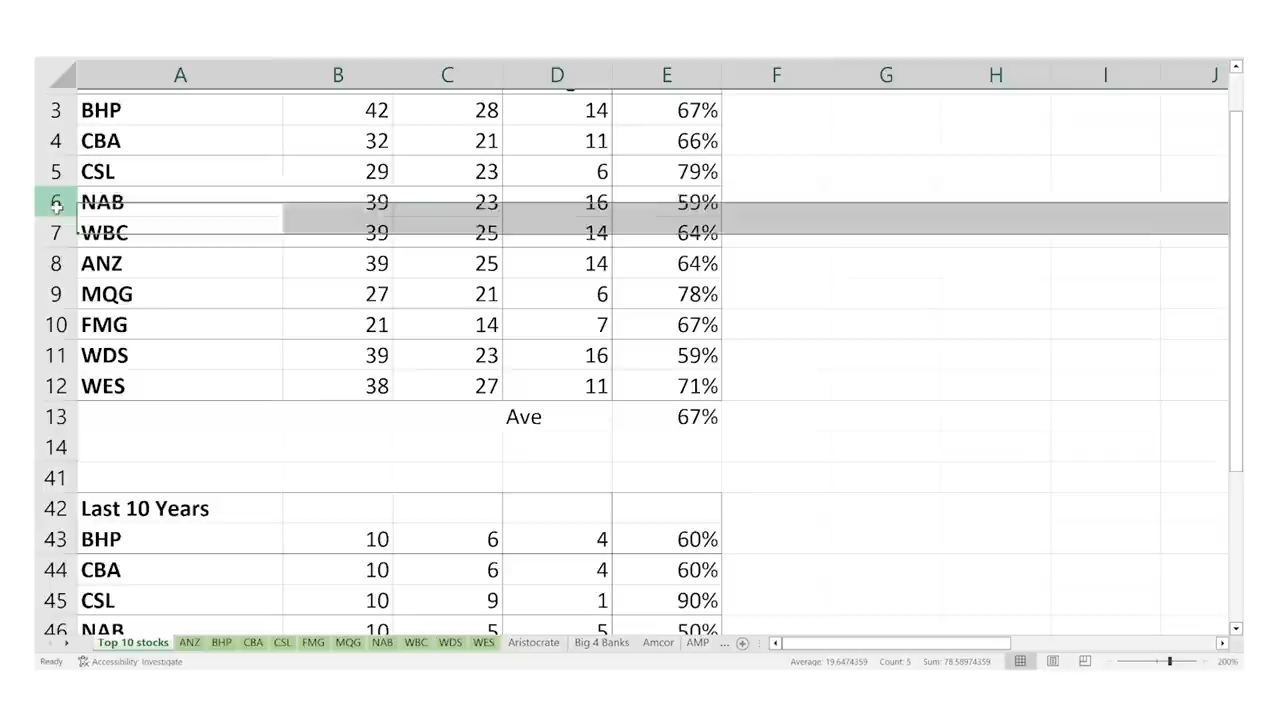 A B C D E F G H I J
3 BHP 42 28 14 67%
4 CBA 32 21 11 66%
5 CSL 29 23 6 79%
6 NAB 39 23 16 59%
7 WBC 39 25 14 64%
8 ANZ 39 25 14 64%
9 MQG 27 21 6 78%
10 FMG 21 14 7 67%
11 WDS 39 23 16 59%
12 WES 38 27 11 71%
13 Ave 67%
14
41
42 Last 10 Years
43 BHP 10 6 4 60%
44 CBA 10 6 4 60%
45 CSL 10 9 1 90%
46 NAB 10 5 5 50%
Top 10 stocks ANZ BHP CBA CSL FMG MQG NAB WBC WDS WES Aristocrate Big 4 Banks Amcor AMP ...
Ready Accessibility: Investigate Average: 19.6474359 Count: 5 Sum: 78.58974359 200%